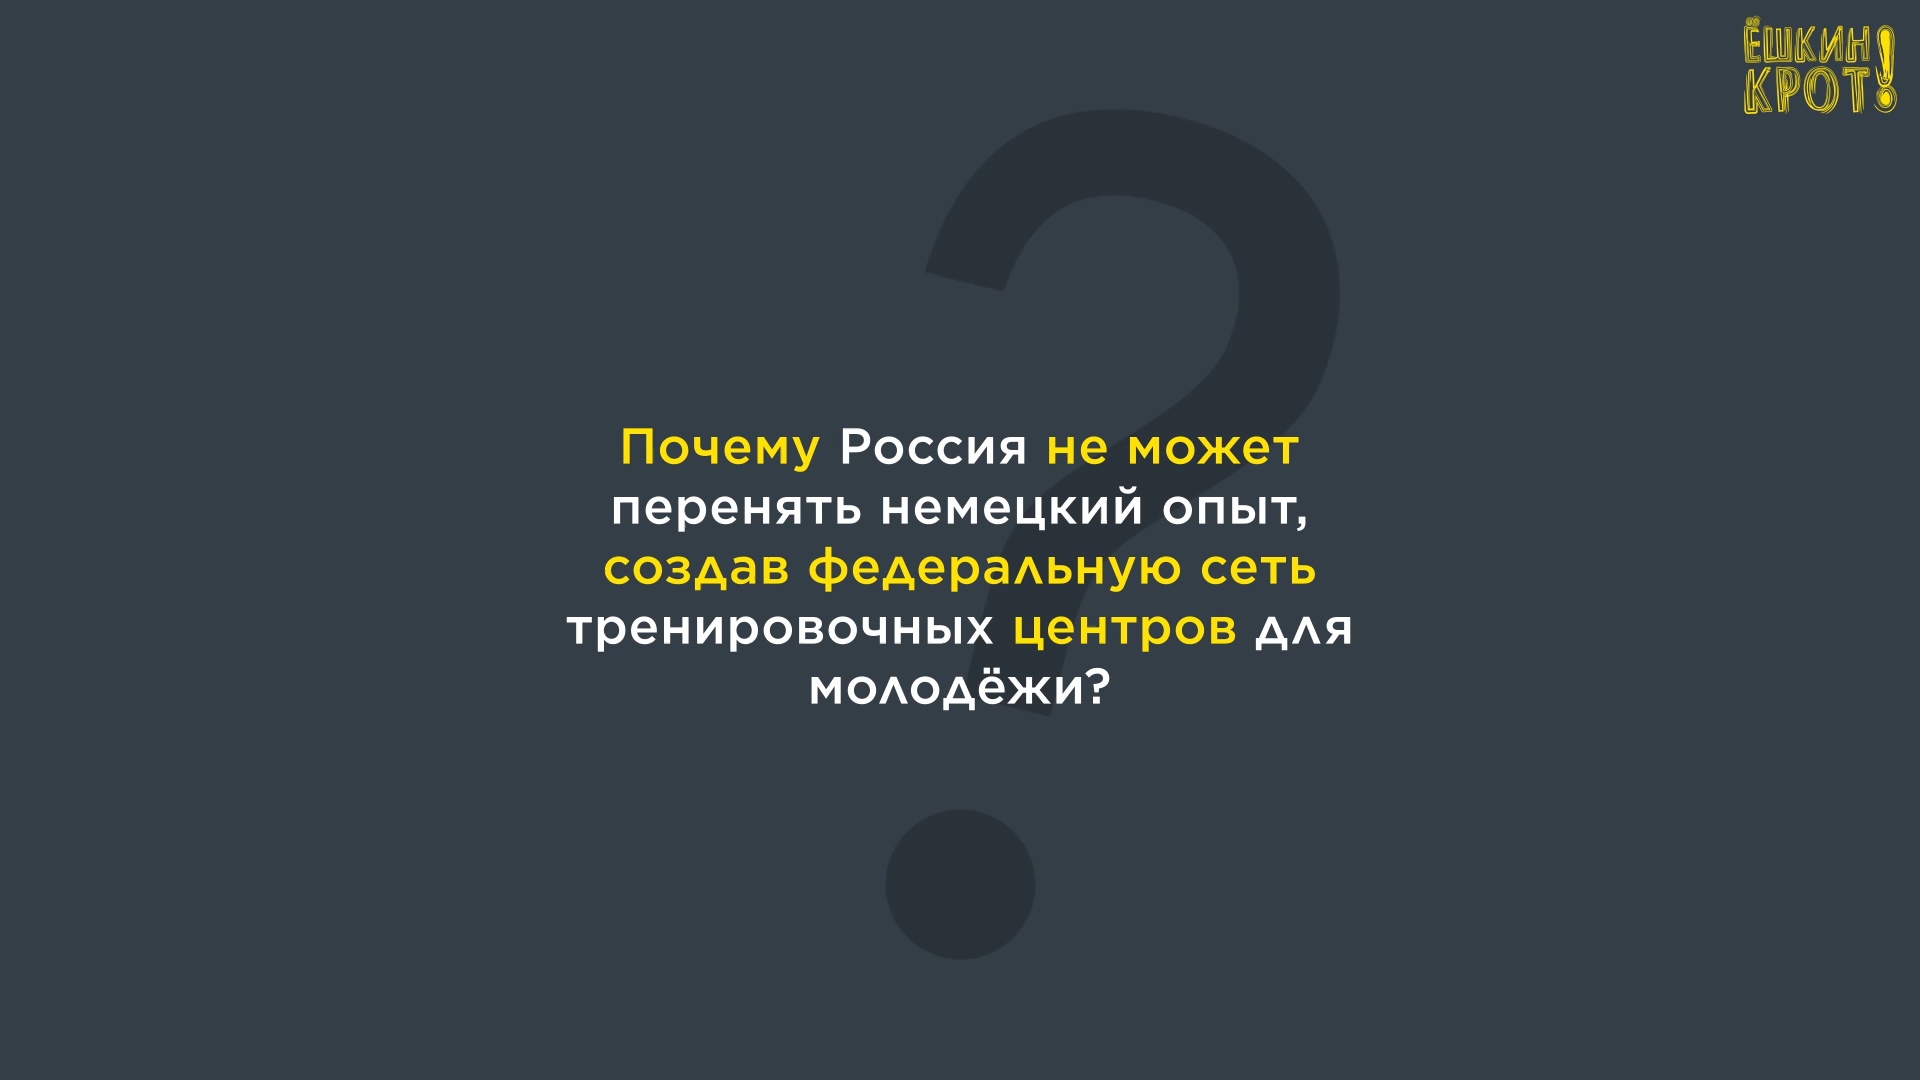 ЁШКИН
КРОТ!
Почему Россия не может
перенять немецкий опыт,
создав федеральную сеть
тренировочных центров для
молодёжи?